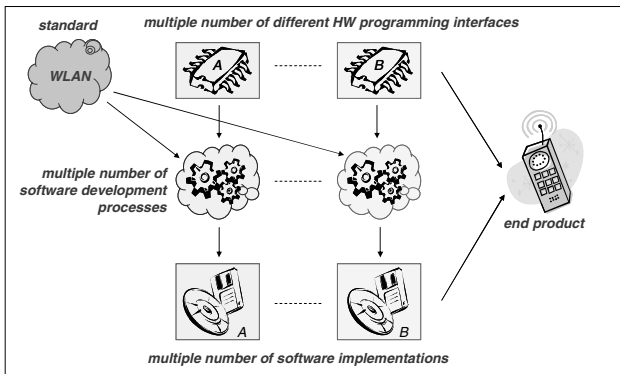 standard
multiple number of different HW programming interfaces
WLAN
A
B
multiple number of
software development
processes
end product
A
B
multiple number of software implementations